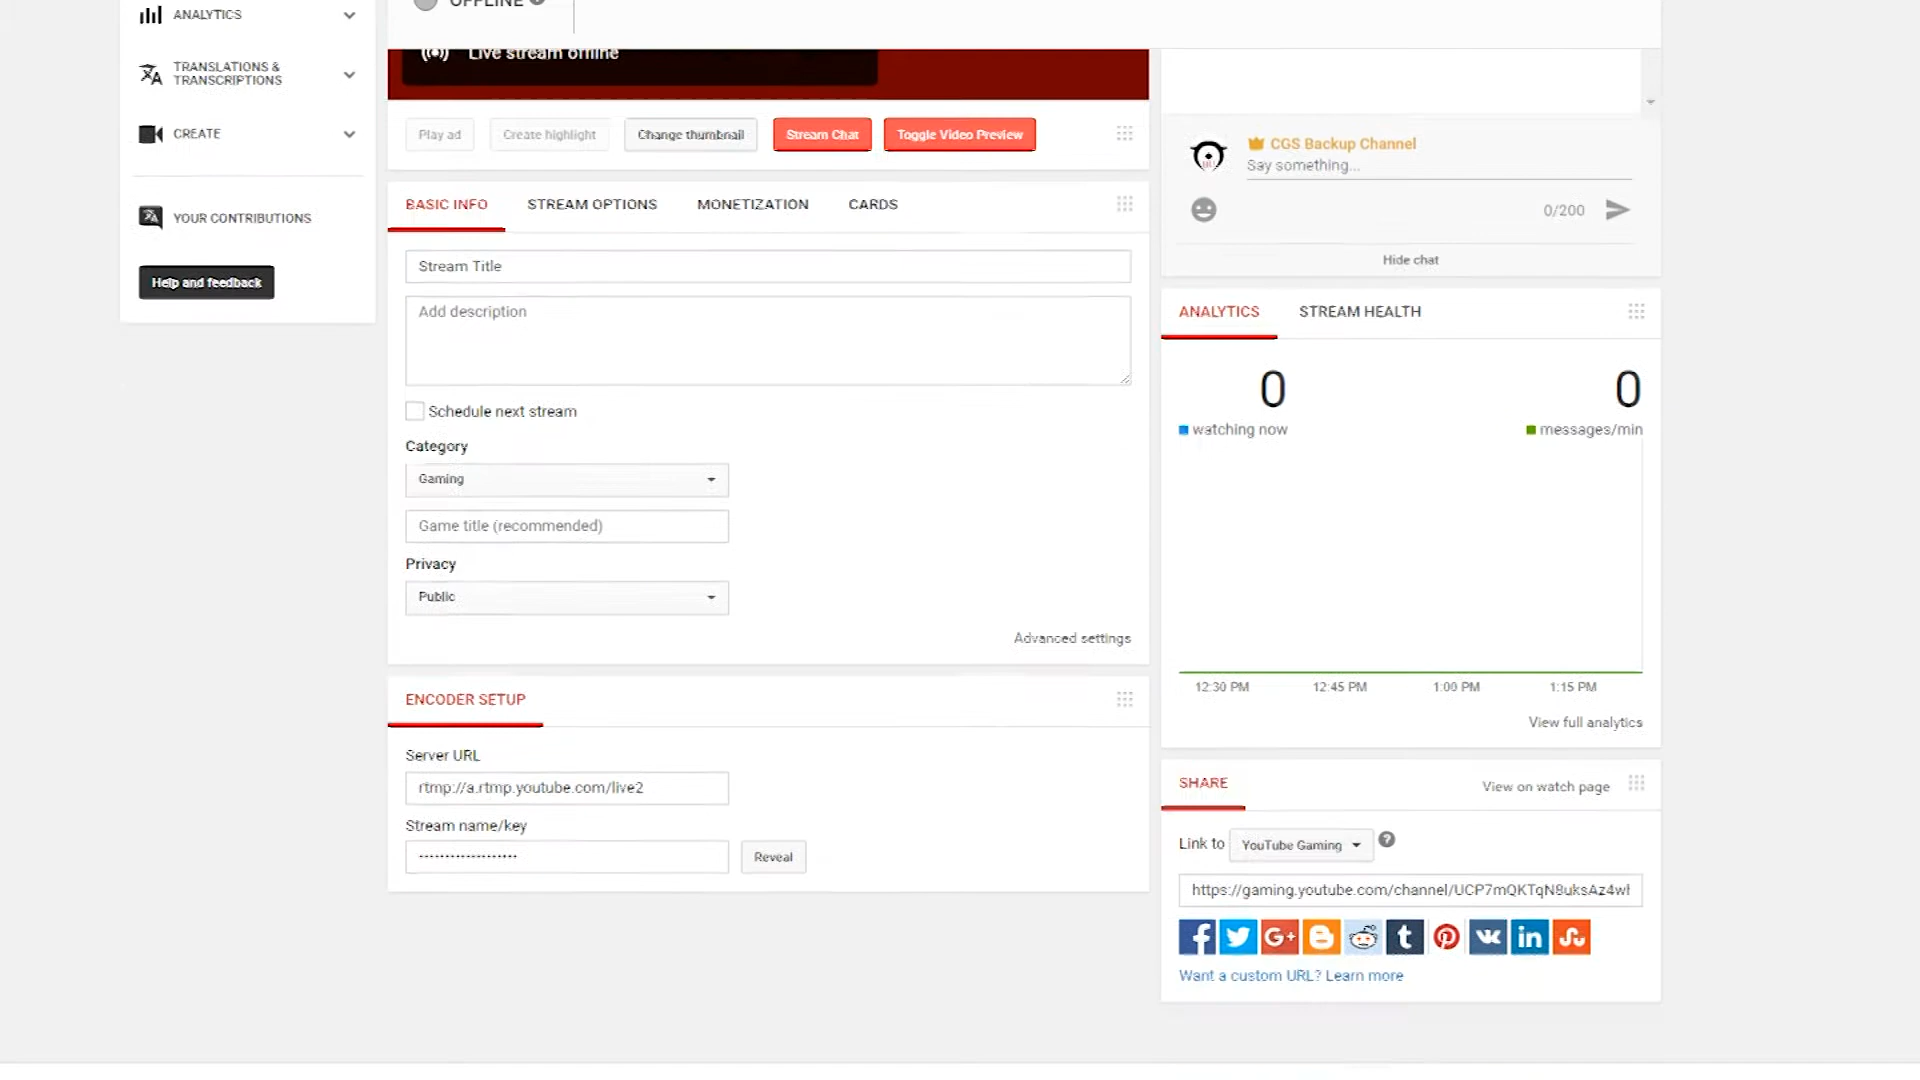 ANALYTICS
TRANSLATIONS &
TRANSCRIPTIONS
CREATE
YOUR CONTRIBUTIONS
Help and feedback
OFFLINE
Live stream offline
Play ad
Create highlight
Change thumbnail
Stream Chat
Toggle Video Preview
BASIC INFO
STREAM OPTIONS
MONETIZATION
CARDS
Stream Title
Add description
Schedule next stream
Category
Gaming
Game title (recommended)
Privacy
Public
Advanced settings
ENCODER SETUP
Server URL
rtmp://a.rtmp.youtube.com/live2
Stream name/key
Reveal
CGS Backup Channel
Say something...
0/200
Hide chat
ANALYTICS
STREAM HEALTH
0
0
watching now
messages/min
12:30 PM
12:45 PM
1:00 PM
1:15 PM
View full analytics
SHARE
View on watch page
Link to
YouTube Gaming
https://gaming.youtube.com/channel/UCP7mQKTqN8uksAz4wl
Want a custom URL? Learn more